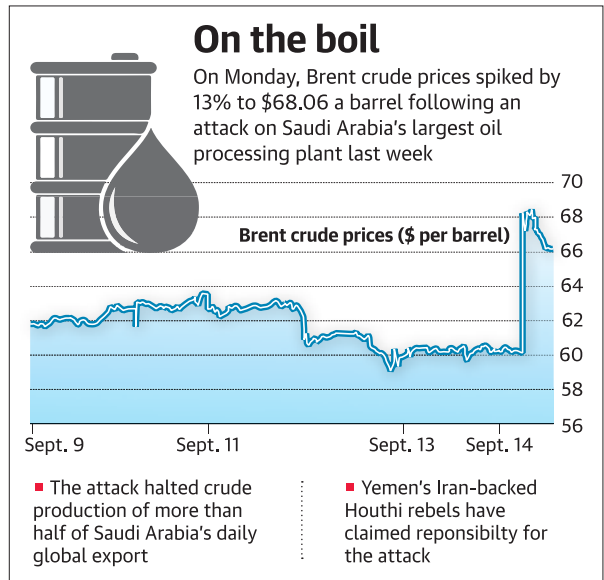 On the boil
On Monday, Brent crude prices spiked by
13% to $68.06 a barrel following an
attack on Saudi Arabia's largest oil
processing plant last week
Brent crude prices ($ per barrel)
70
68
66
64
62
60
58
56
Sept. 9
Sept. 11
Sept. 13
Sept. 14
The attack halted crude
production of more than
half of Saudi Arabia's daily
global export
Yemen's Iran-backed
Houthi rebels have
claimed reponsibilty for
the attack